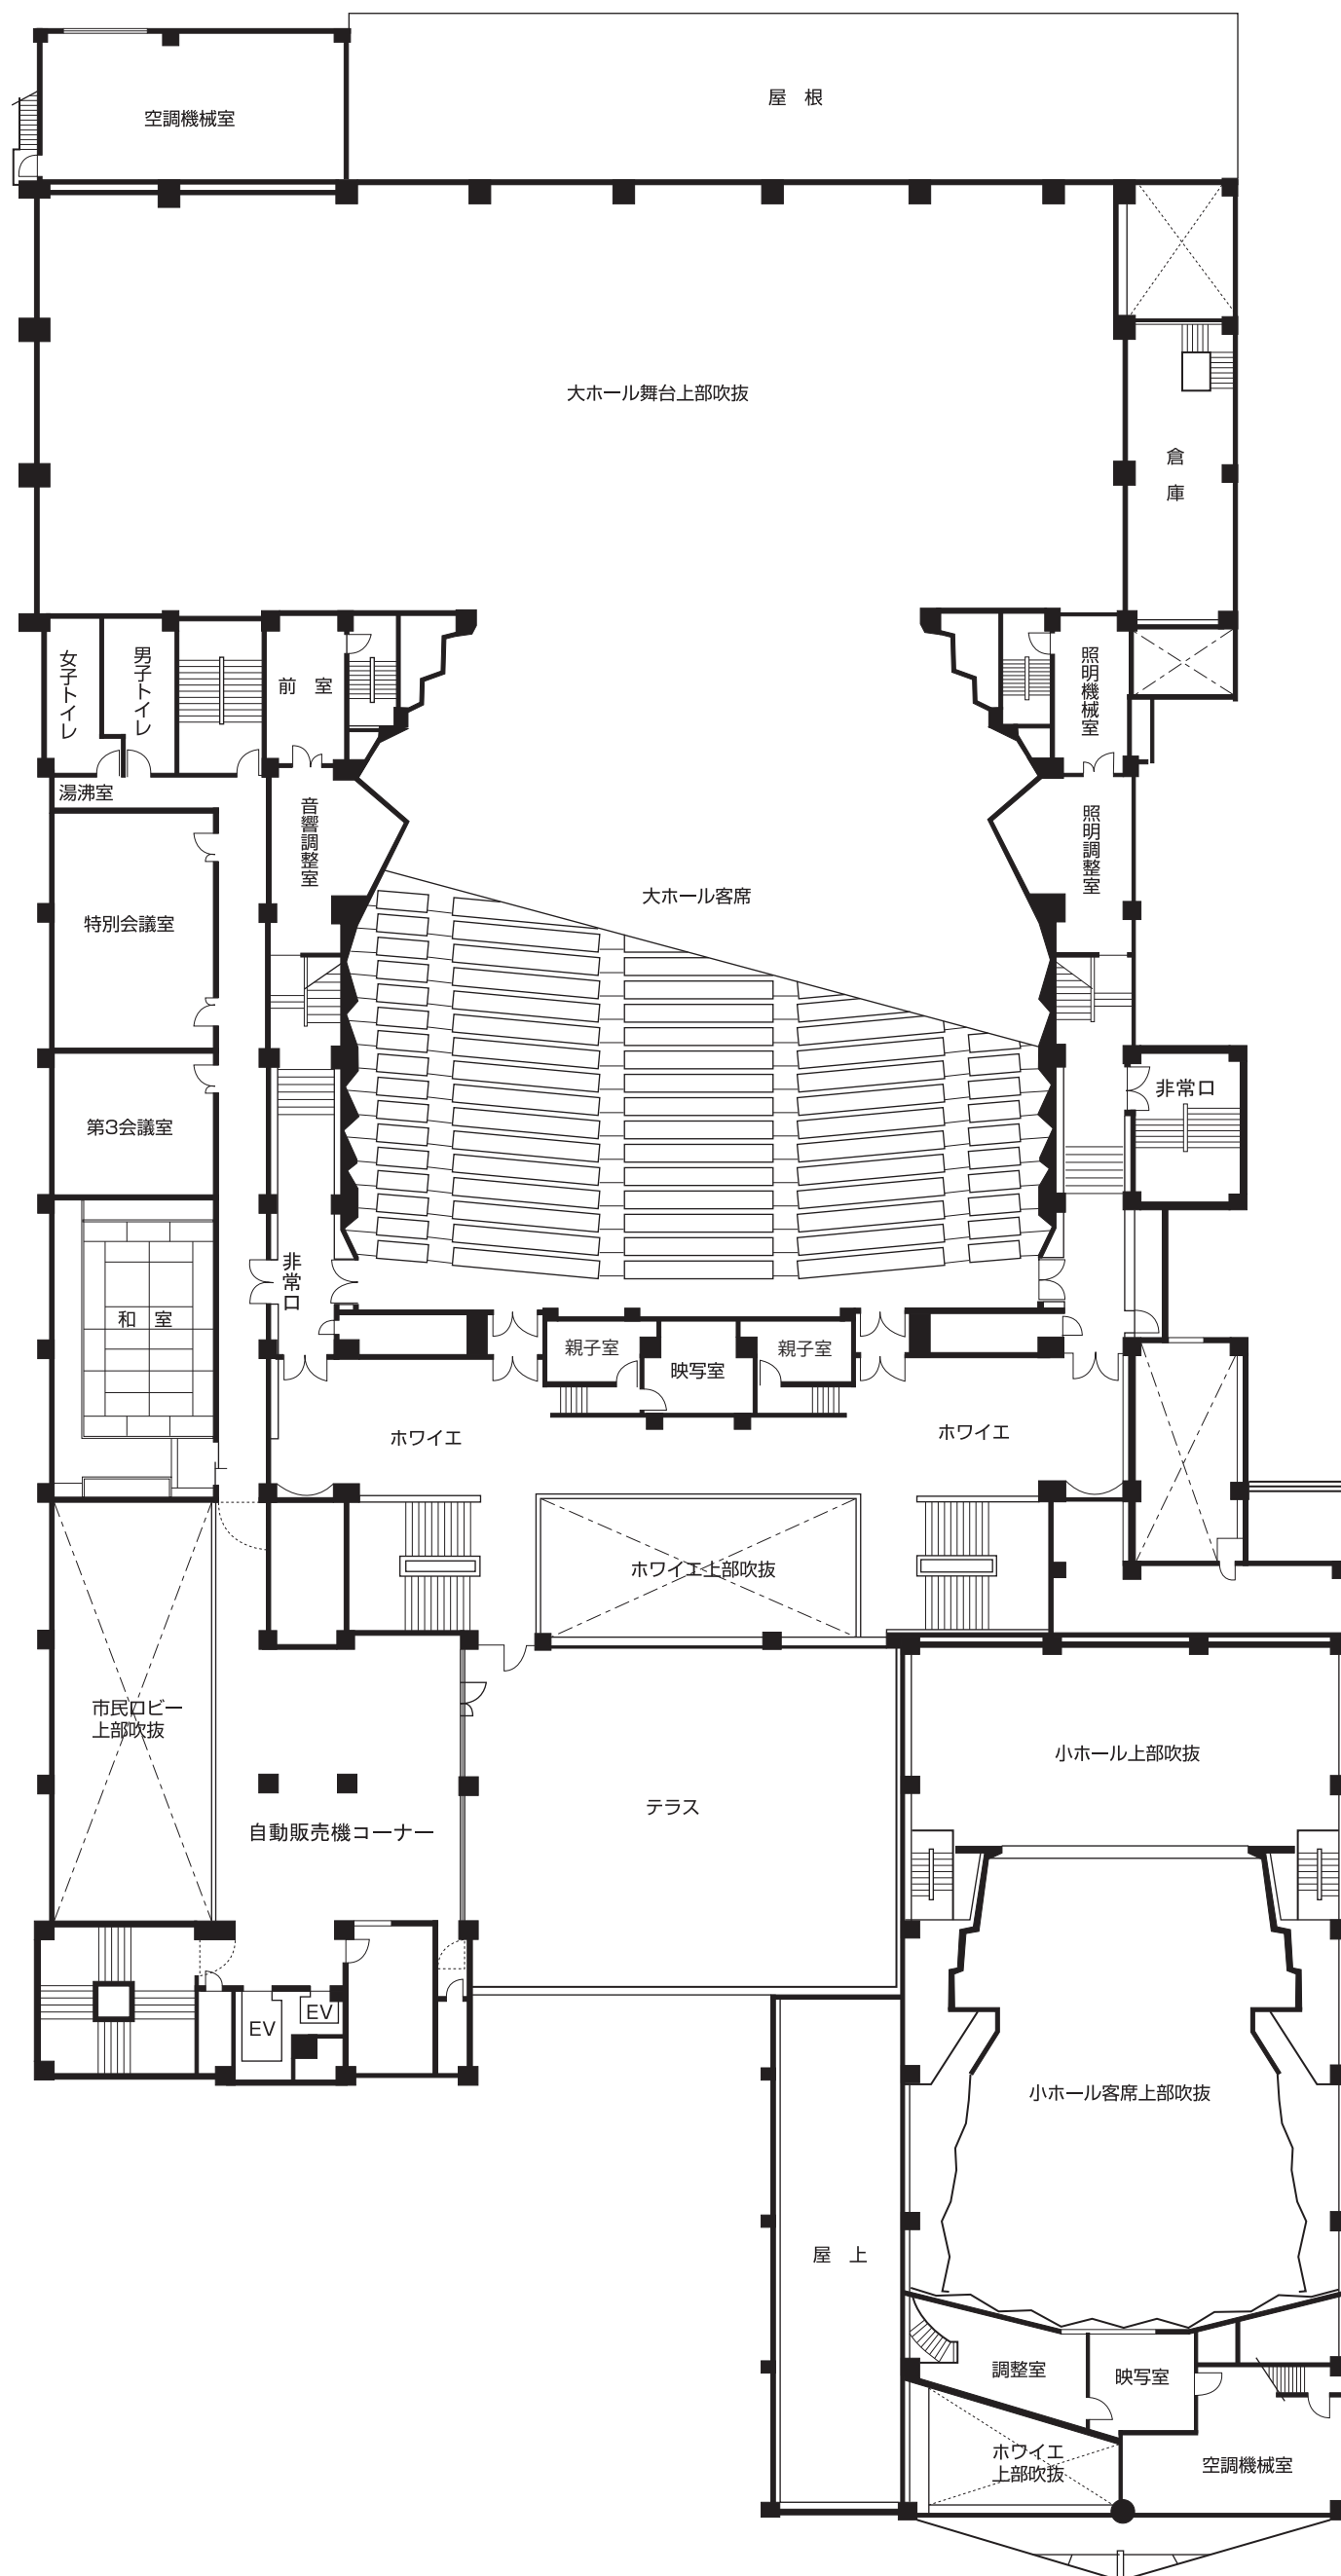 屋　根
空調機械室
大ホール舞台上部吹抜
倉
庫
女子トイレ
男子トイレ
前　室
照明機械室
湯沸室
音響調整室
照明調整室
大ホール客席
特別会議室
非常口
第3会議室
非常口
和　室
親子室
映写室
親子室
ホワイエ
ホワイエ
ホワイエ上部吹抜
市民ロビー
上部吹抜
小ホール上部吹抜
テラス
自動販売機コーナー
EV
EV
小ホール客席上部吹抜
屋　上
調整室
映写室
ホワイエ
上部吹抜
空調機械室